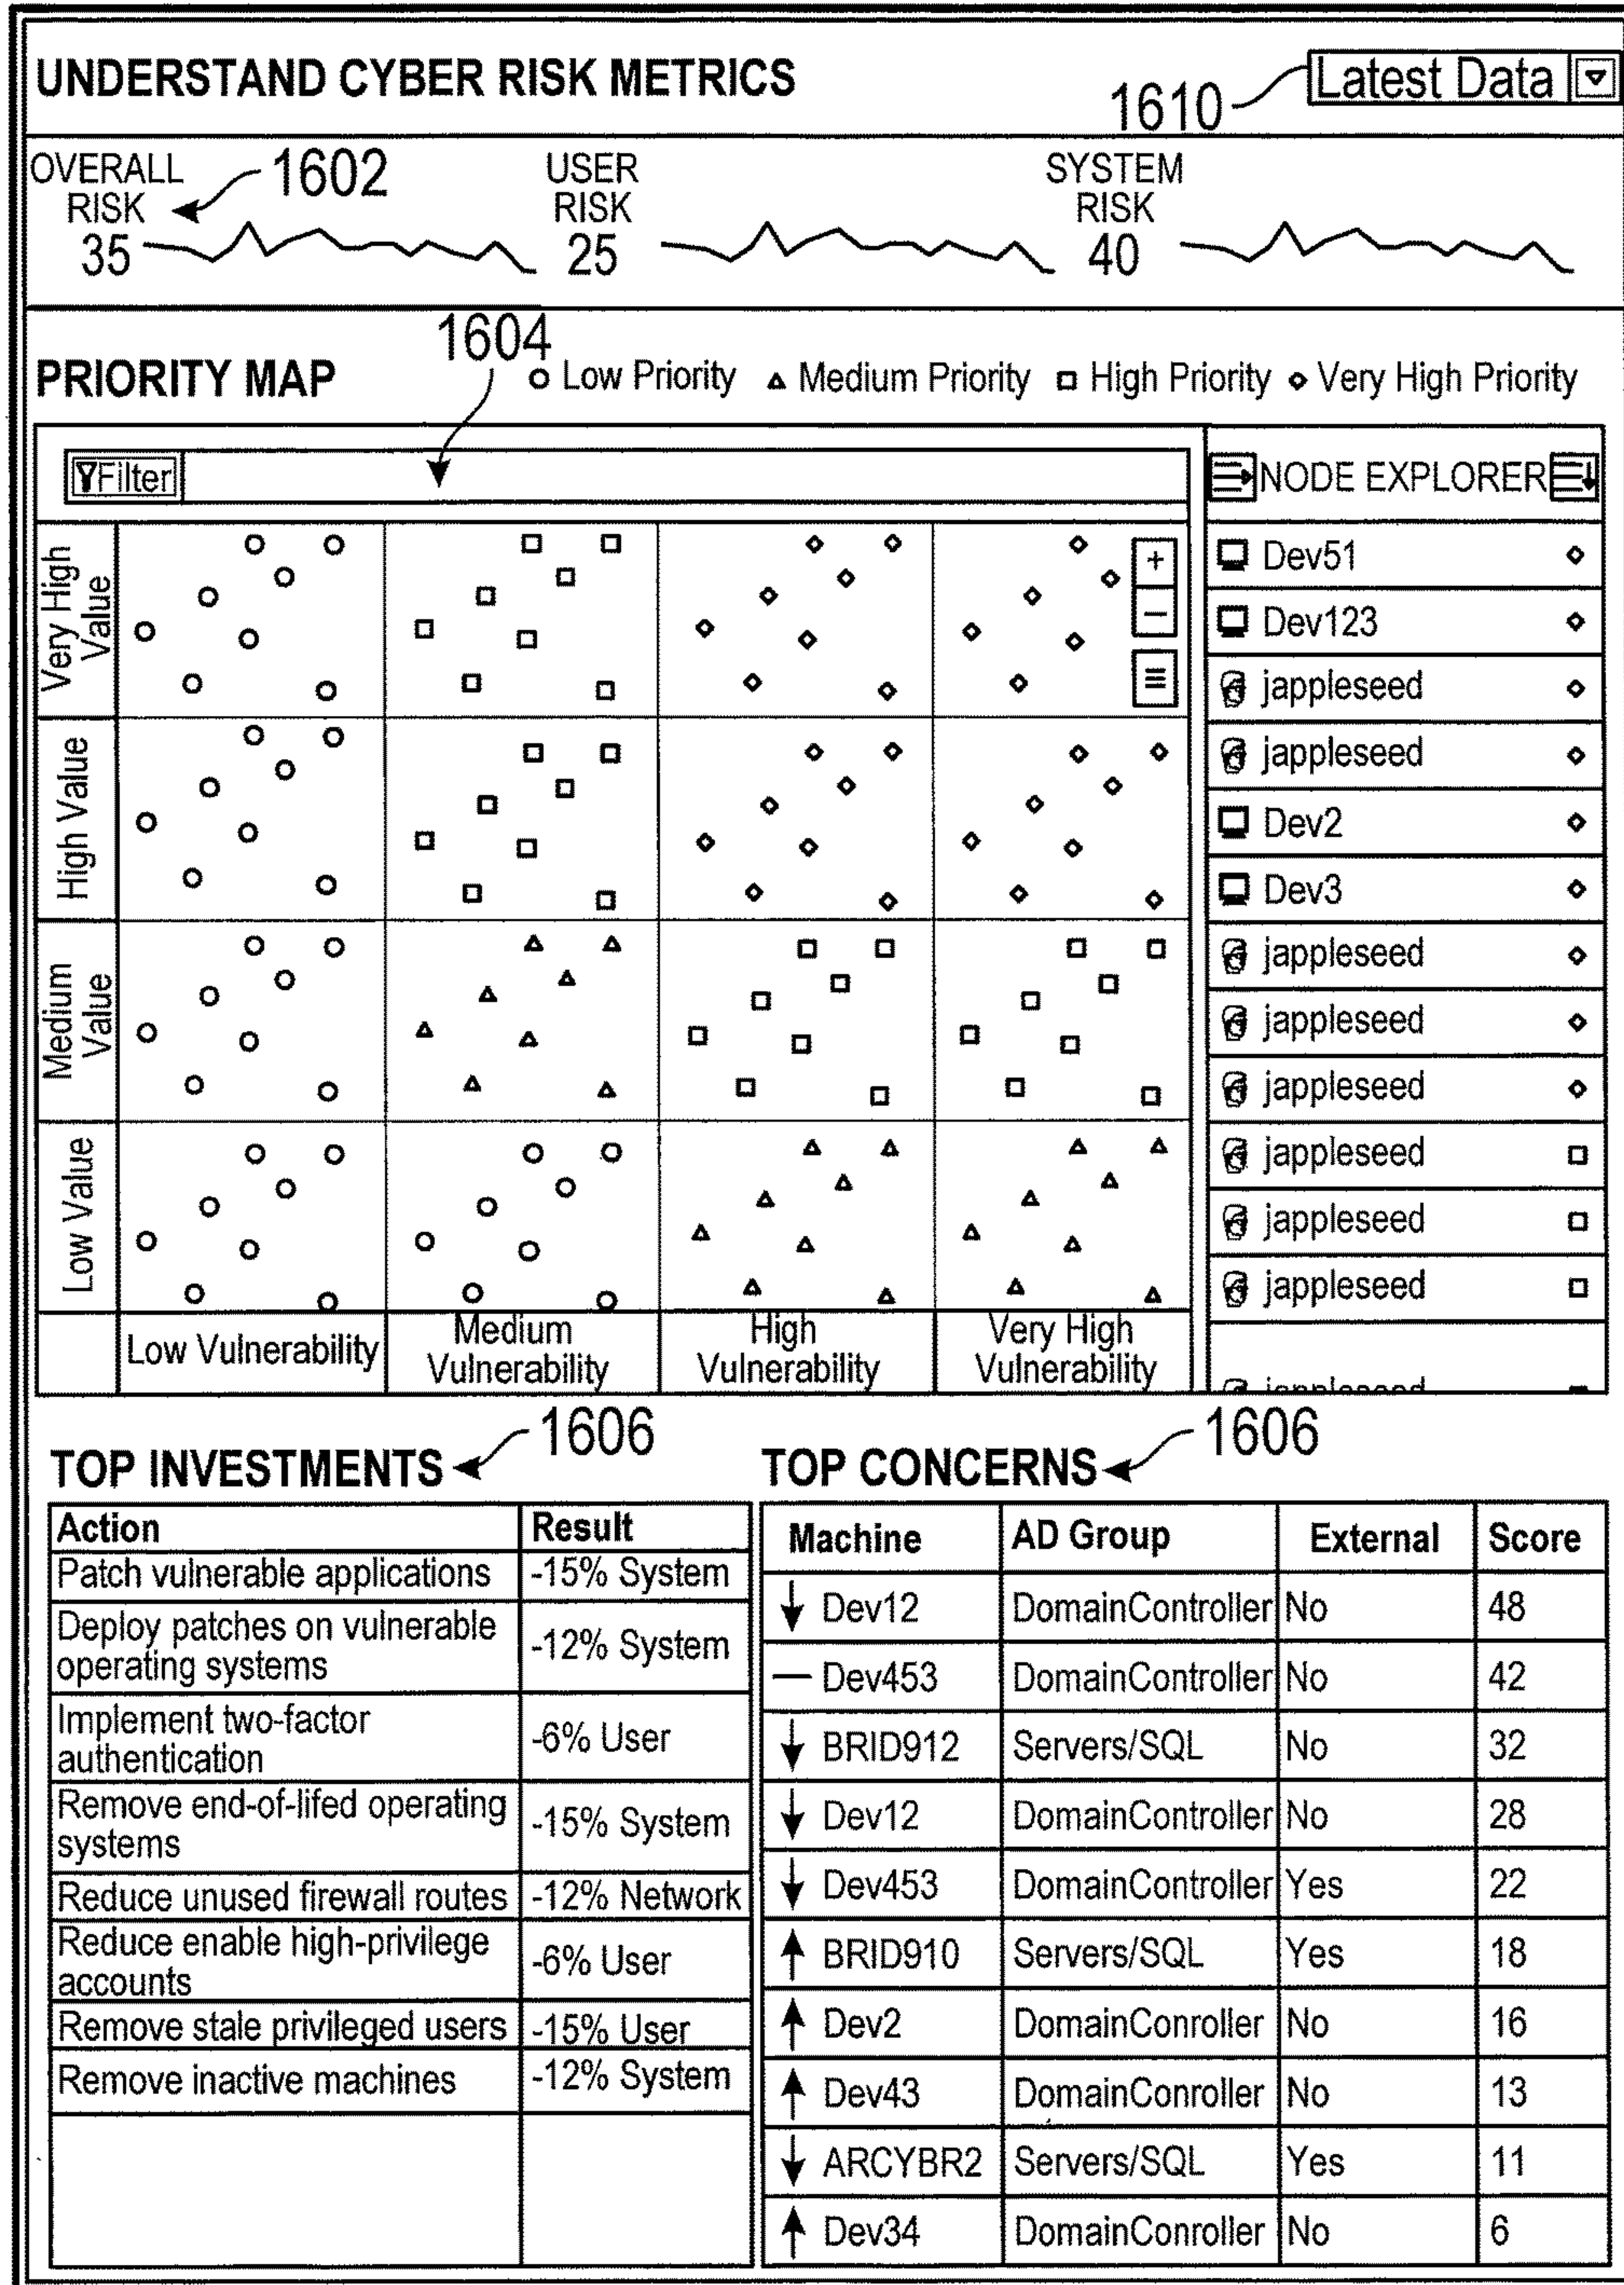 UNDERSTAND CYBER RISK METRICS
1610
Latest Data
OVERALL
RISK
35
1602
USER
RISK
25
SYSTEM
RISK
40
PRIORITY MAP
1604
Low Priority
Medium Priority
High Priority
Very High Priority
Filter
Very High
Value
High Value
Medium
Value
Low Value
+
−
Low Vulnerability
Medium
Vulnerability
High
Vulnerability
Very High
Vulnerability
NODE EXPLORER
Dev51
Dev123
jappleseed
jappleseed
Dev2
Dev3
jappleseed
jappleseed
jappleseed
jappleseed
jappleseed
jappleseed
TOP INVESTMENTS
1606
Action Result
Patch vulnerable applications -15% System
Deploy patches on vulnerable
operating systems
-12% System
Implement two-factor
authentication
-6% User
Remove end-of-lifed operating
systems
-15% System
Reduce unused firewall routes -12% Network
Reduce enable high-privilege
accounts
-6% User
Remove stale privileged users -15% User
Remove inactive machines -12% System
TOP CONCERNS
1606
Machine AD Group External Score
Dev12 DomainController No 48
Dev453 DomainController No 42
BRID912 Servers/SQL No 32
Dev12 DomainController No 28
Dev453 DomainController Yes 22
BRID910 Servers/SQL Yes 18
Dev2 DomainConroller No 16
Dev43 DomainConroller No 13
ARCYBR2 Servers/SQL Yes 11
Dev34 DomainConroller No 6